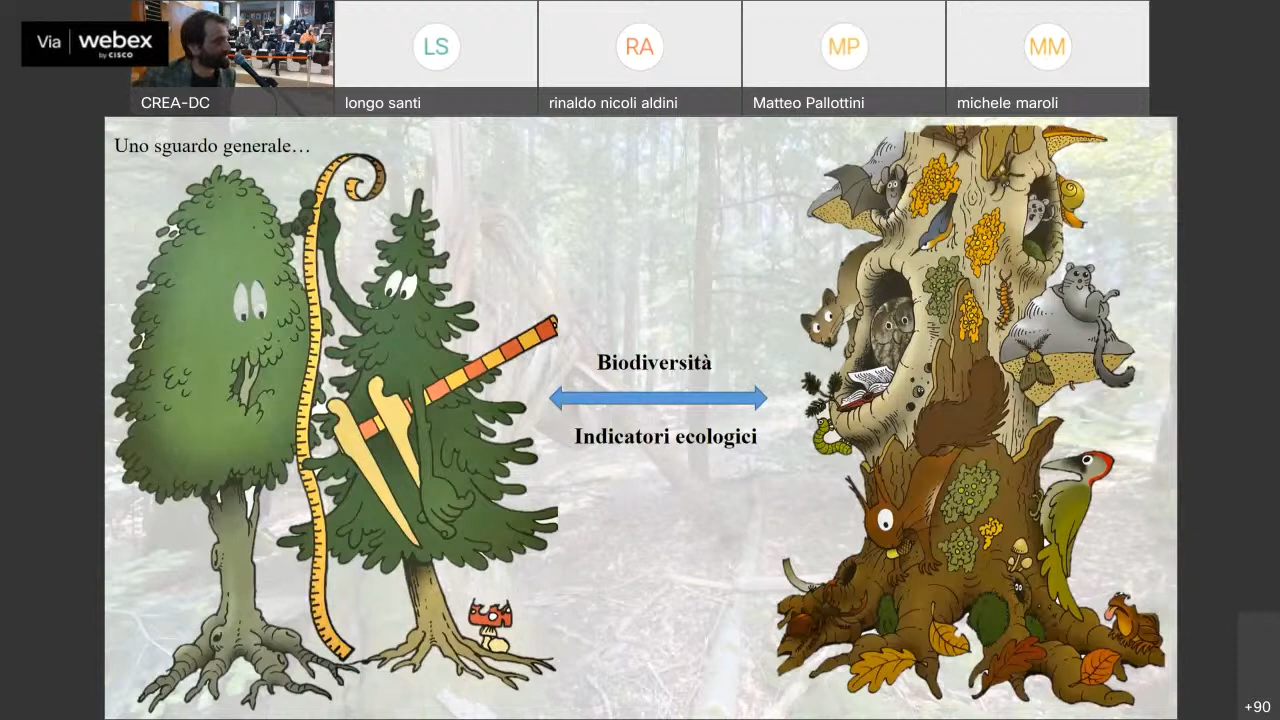 Via webex
by CISCO
LS
RA
MP
MM
CREA-DC
longo santi
rinaldo nicoli aldini
Matteo Pallottini
michele maroli
Uno sguardo generale…
Biodiversità
Indicatori ecologici
+90